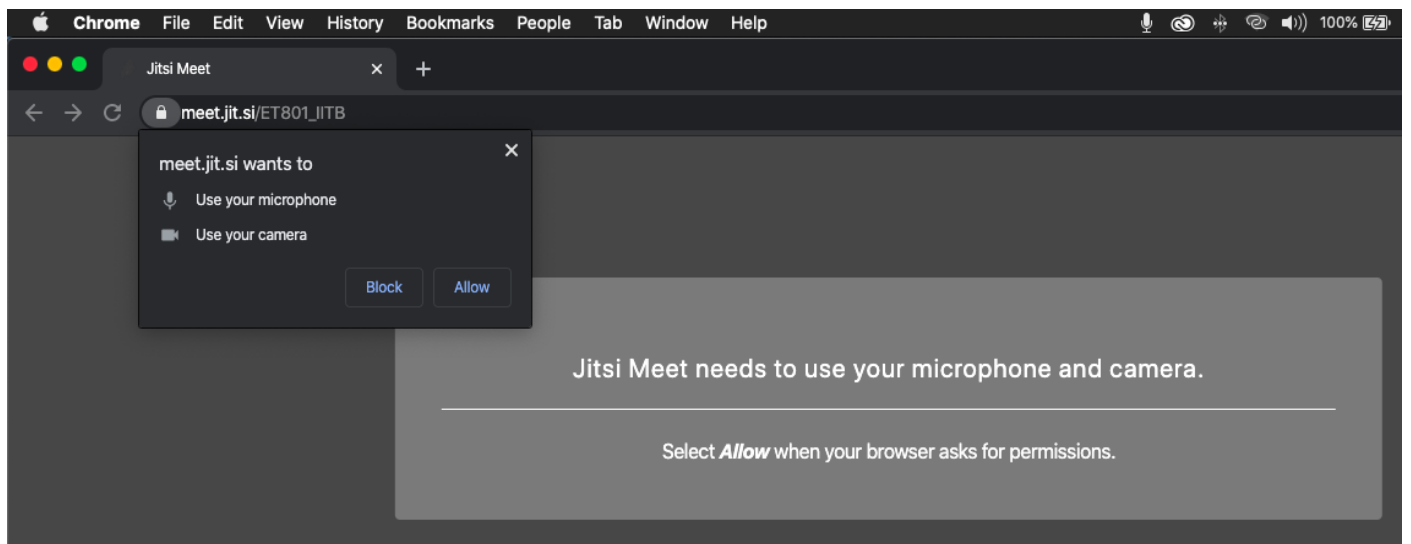 Chrome File Edit View History Bookmarks People Tab Window Help 100%
Jitsi Meet
meet.jit.si/ET801_IITB
meet.jit.si wants to
Use your microphone
Use your camera
Block Allow
Jitsi Meet needs to use your microphone and camera.
Select Allow when your browser asks for permissions.